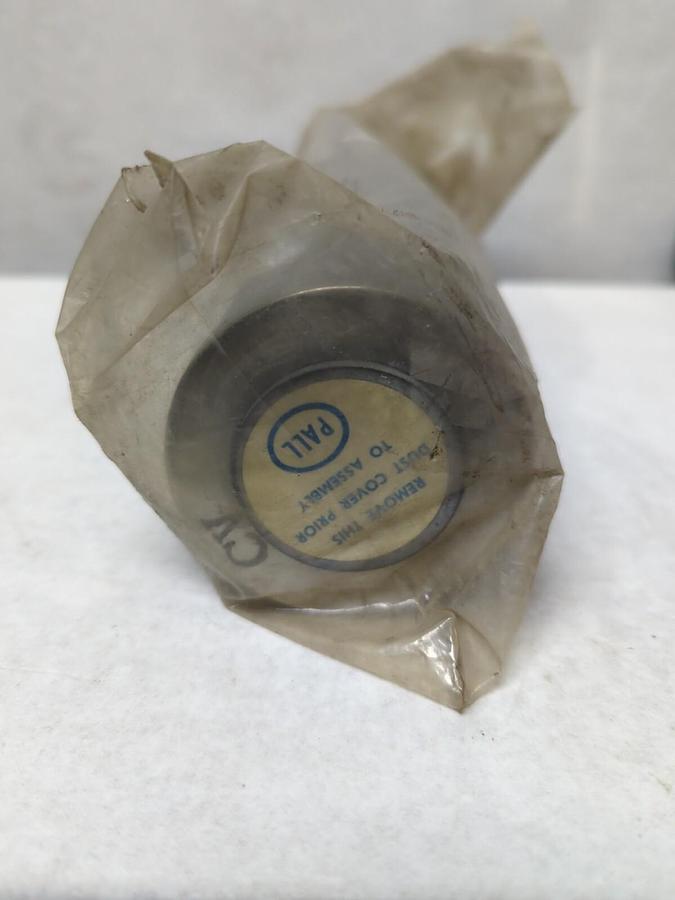 PALL
REMOVE THIS
DUST COVER PRIOR
TO ASSEMBLY